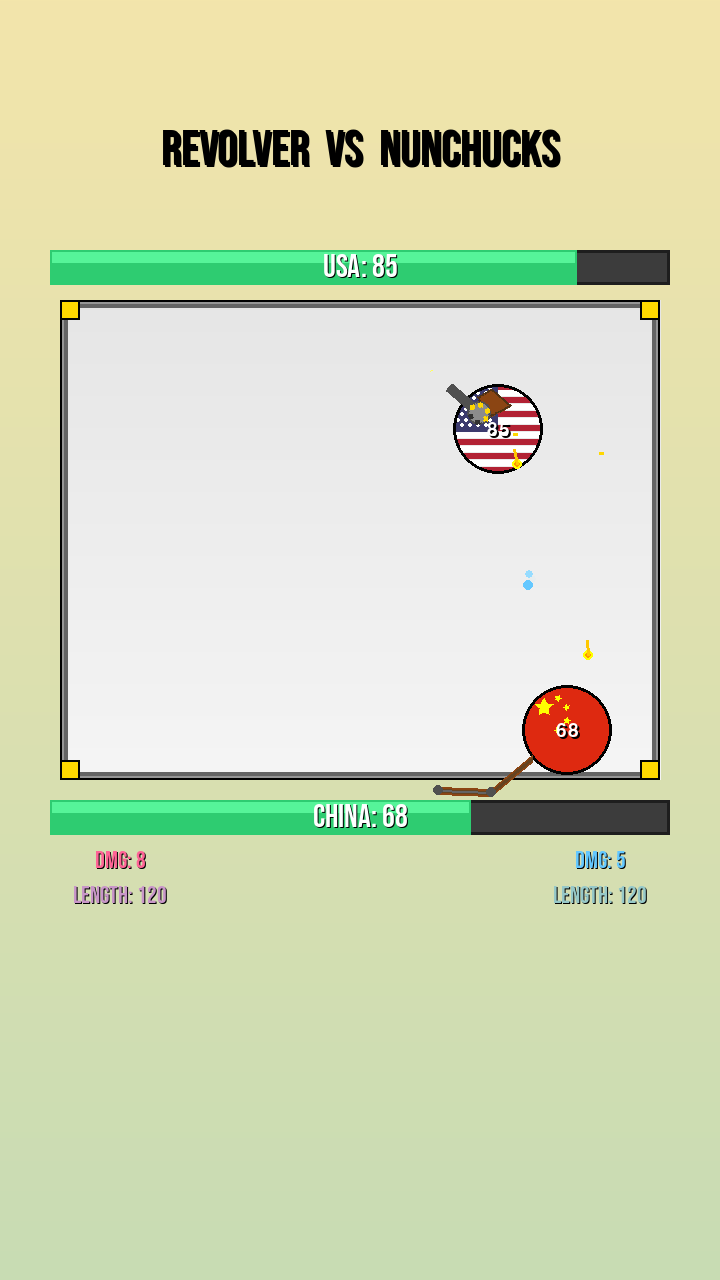 REVOLVER VS NUNCHUCKS
USA: 85
85
68
CHINA: 68
DMG: 8
DMG: 5
LENGTH: 120
LENGTH: 120